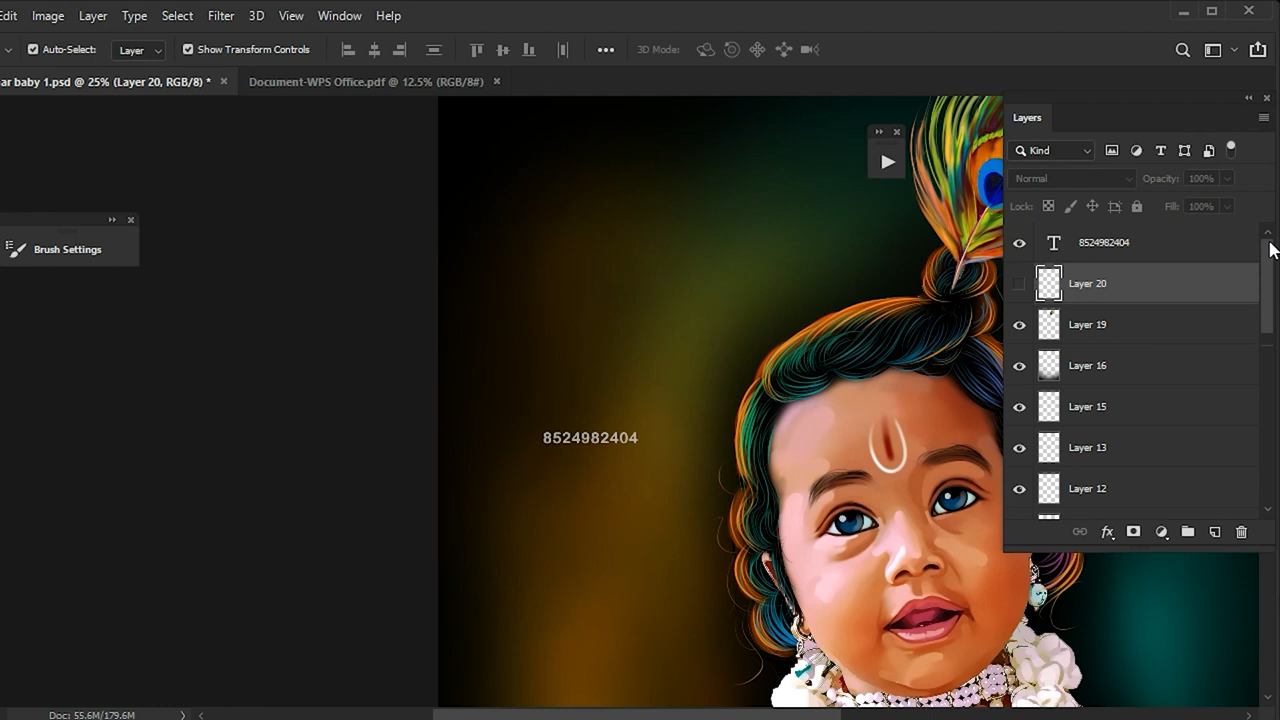 Edit Image Layer Type Select Filter 3D View Window Help
Auto-Select: Layer Show Transform Controls 3D Mode:
ar baby 1.psd @ 25% (Layer 20, RGB/8) * Document-WPS Office.pdf @ 12.5% (RGB/8#)
Layers
Kind
Normal Opacity: 100%
Lock: Fill: 100%
8524982404
Brush Settings
Layer 20
Layer 19
Layer 16
Layer 15
8524982404
Layer 13
Layer 12
Doc: 55.6M/179.6M